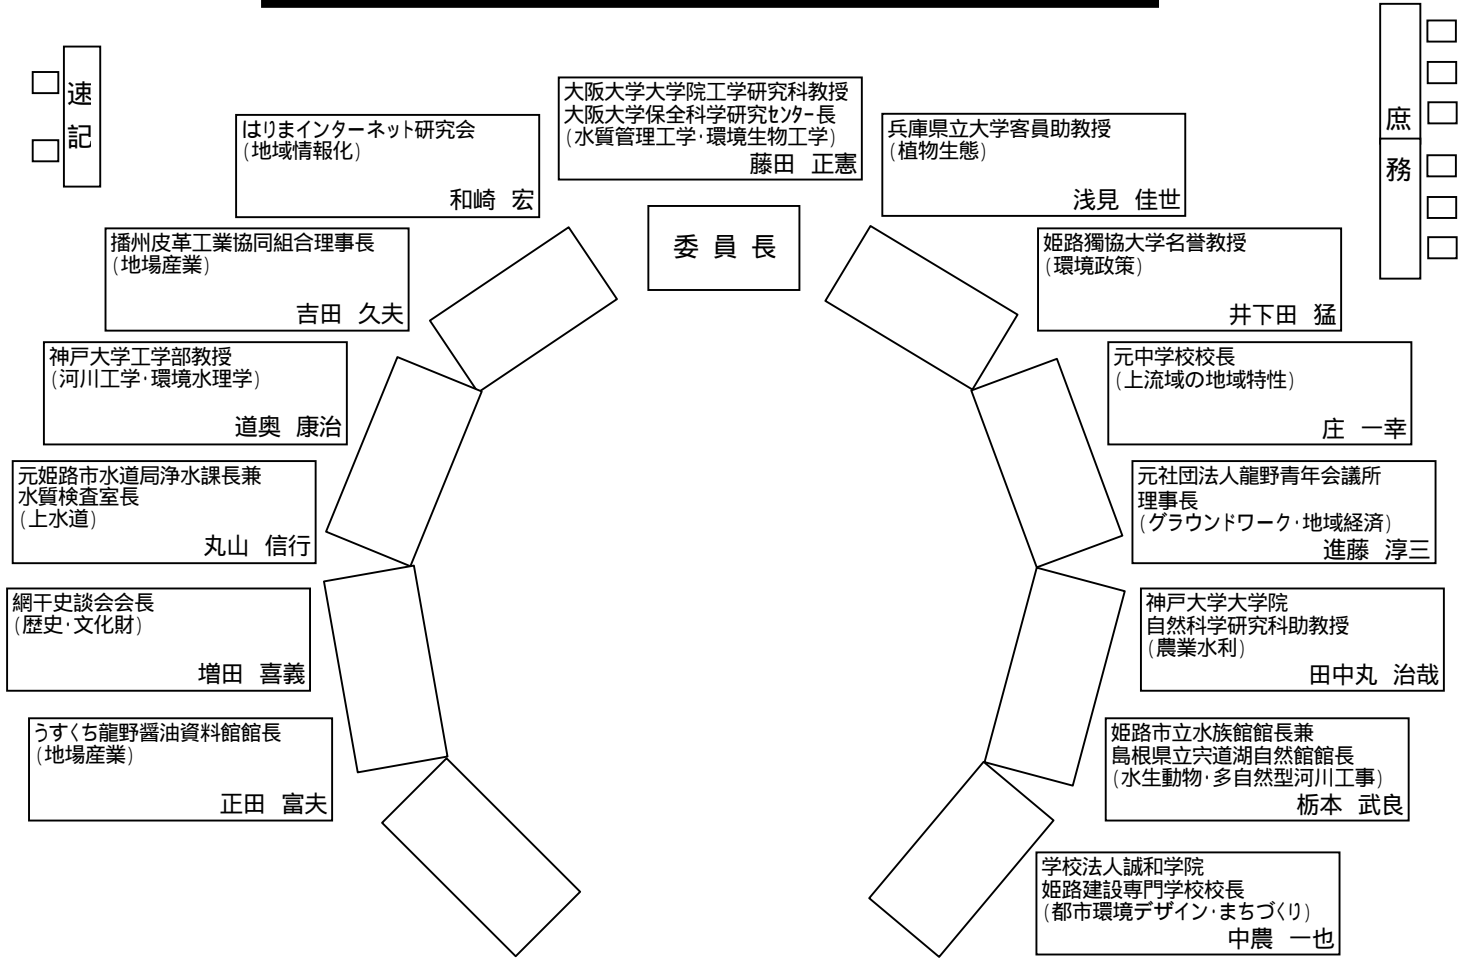 速
記
庶
務
大阪大学大学院工学研究科教授
大阪大学保全科学研究センター長
(水質管理工学・環境生物工学)
藤田 正憲
委 員 長
はりまインターネット研究会
(地域情報化)
和崎 宏
播州皮革工業協同組合理事長
(地場産業)
吉田 久夫
神戸大学工学部教授
(河川工学・環境水理学)
道奥 康治
元姫路市水道局浄水課長兼
水質検査室長
(上水道)
丸山 信行
網干史談会会長
(歴史・文化財)
増田 喜義
うすくち龍野醤油資料館館長
(地場産業)
正田 富夫
兵庫県立大学客員助教授
(植物生態)
浅見 佳世
姫路獨協大学名誉教授
(環境政策)
井下田 猛
元中学校校長
(上流域の地域特性)
庄 一幸
元社団法人龍野青年会議所
理事長
(グラウンドワーク・地域経済)
進藤 淳三
神戸大学大学院
自然科学研究科助教授
(農業水利)
田中丸 治哉
姫路市立水族館館長兼
島根県立宍道湖自然館館長
(水生動物・多自然型河川工事)
栃本 武良
学校法人誠和学院
姫路建設専門学校校長
(都市環境デザイン・まちづくり)
中農 一也